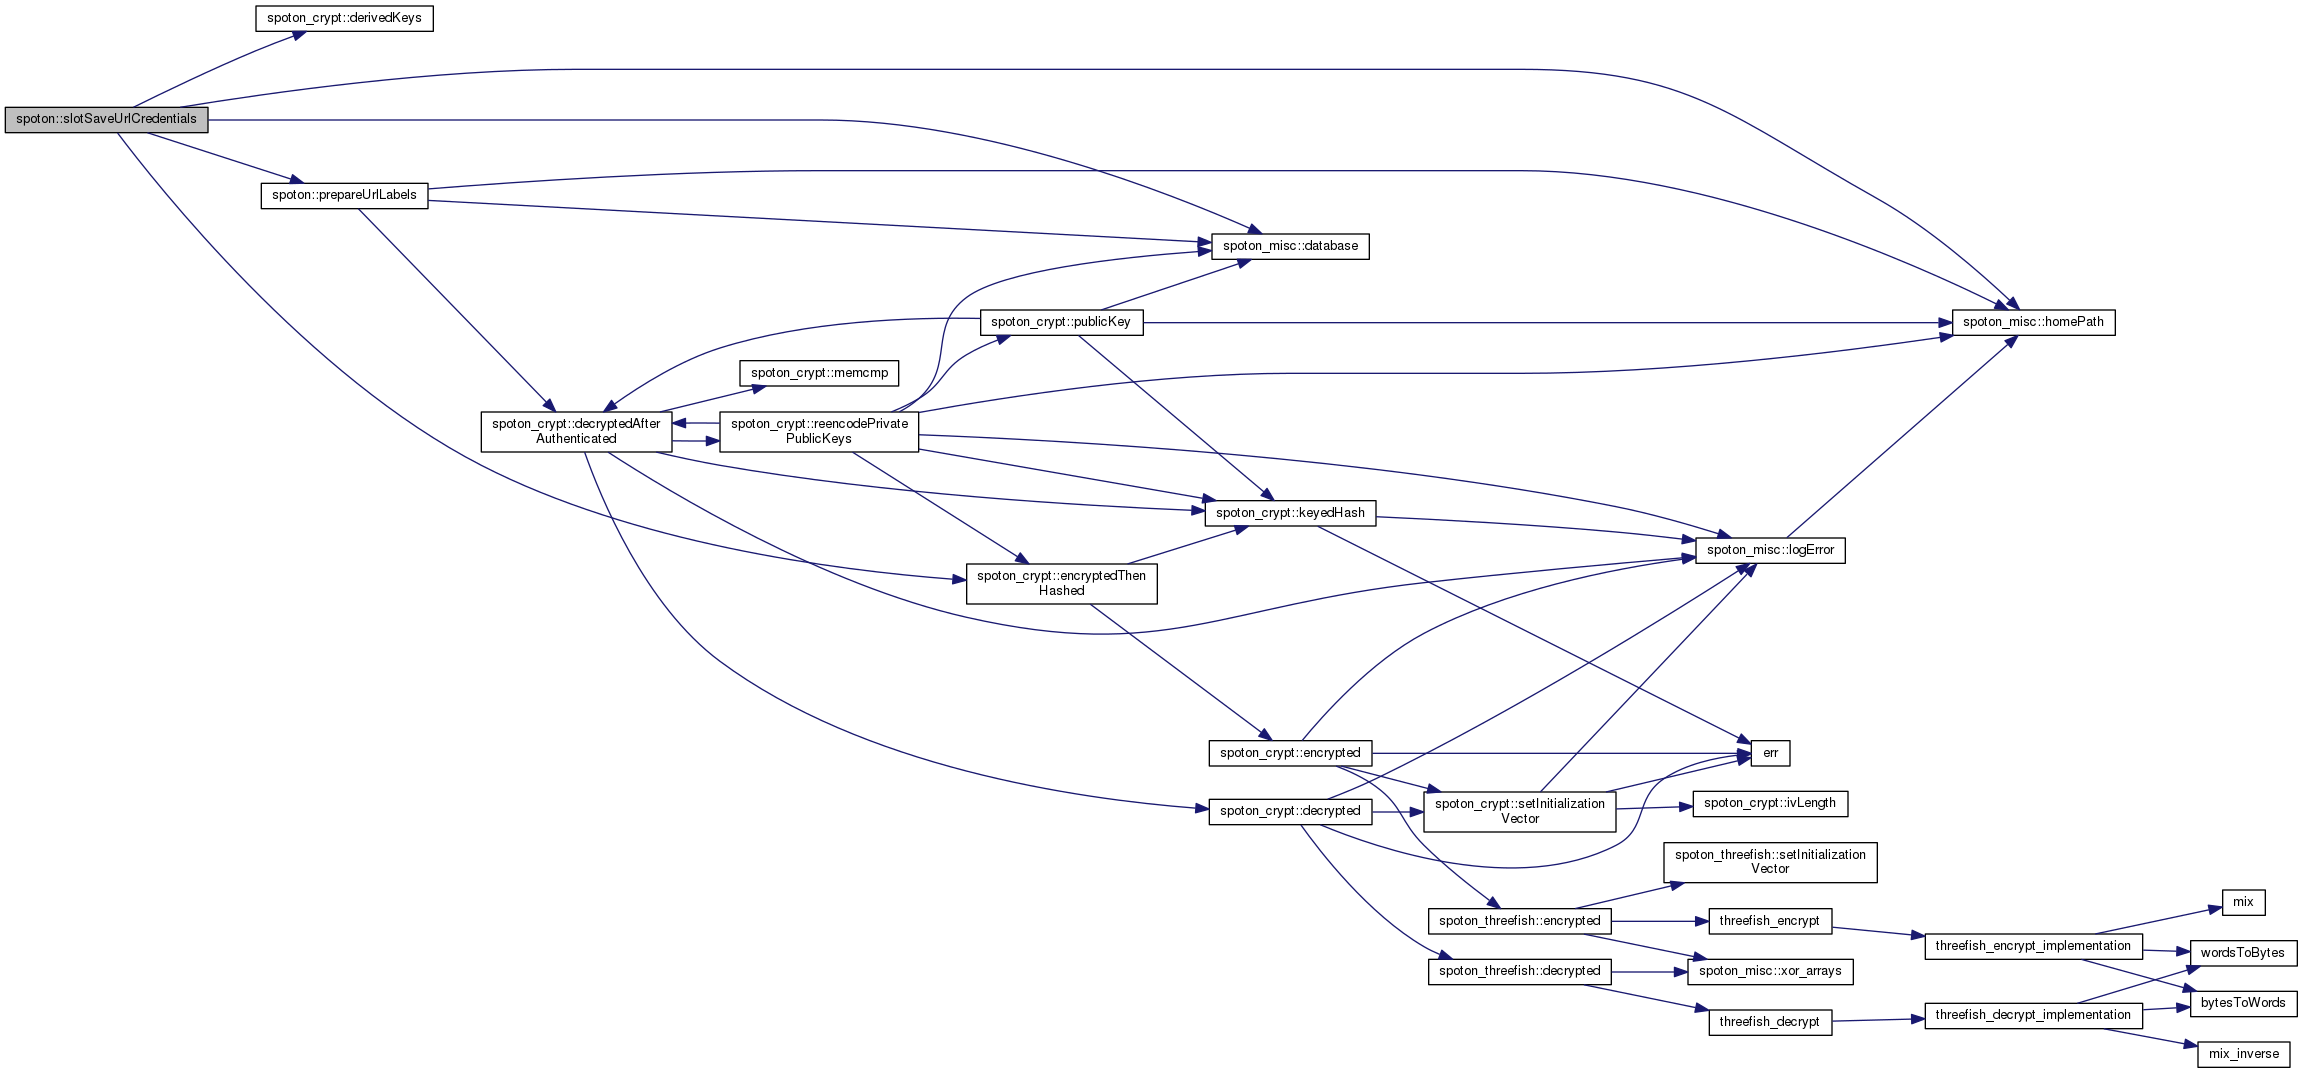 spoton_crypt::derivedKeys
spoton::slotSaveUrlCredentials
spoton::prepareUrlLabels
spoton_misc::database
spoton_crypt::publicKey
spoton_misc::homePath
spoton_crypt::memcmp
spoton_crypt::decryptedAfter
Authenticated
spoton_crypt::reencodePrivate
PublicKeys
spoton_crypt::keyedHash
spoton_misc::logError
spoton_crypt::encryptedThen
Hashed
spoton_crypt::encrypted
err
spoton_crypt::decrypted
spoton_crypt::setInitialization
Vector
spoton_crypt::ivLength
spoton_threefish::setInitialization
Vector
spoton_threefish::encrypted
threefish_encrypt
mix
threefish_encrypt_implementation
wordsToBytes
spoton_threefish::decrypted
spoton_misc::xor_arrays
bytesToWords
threefish_decrypt
threefish_decrypt_implementation
mix_inverse